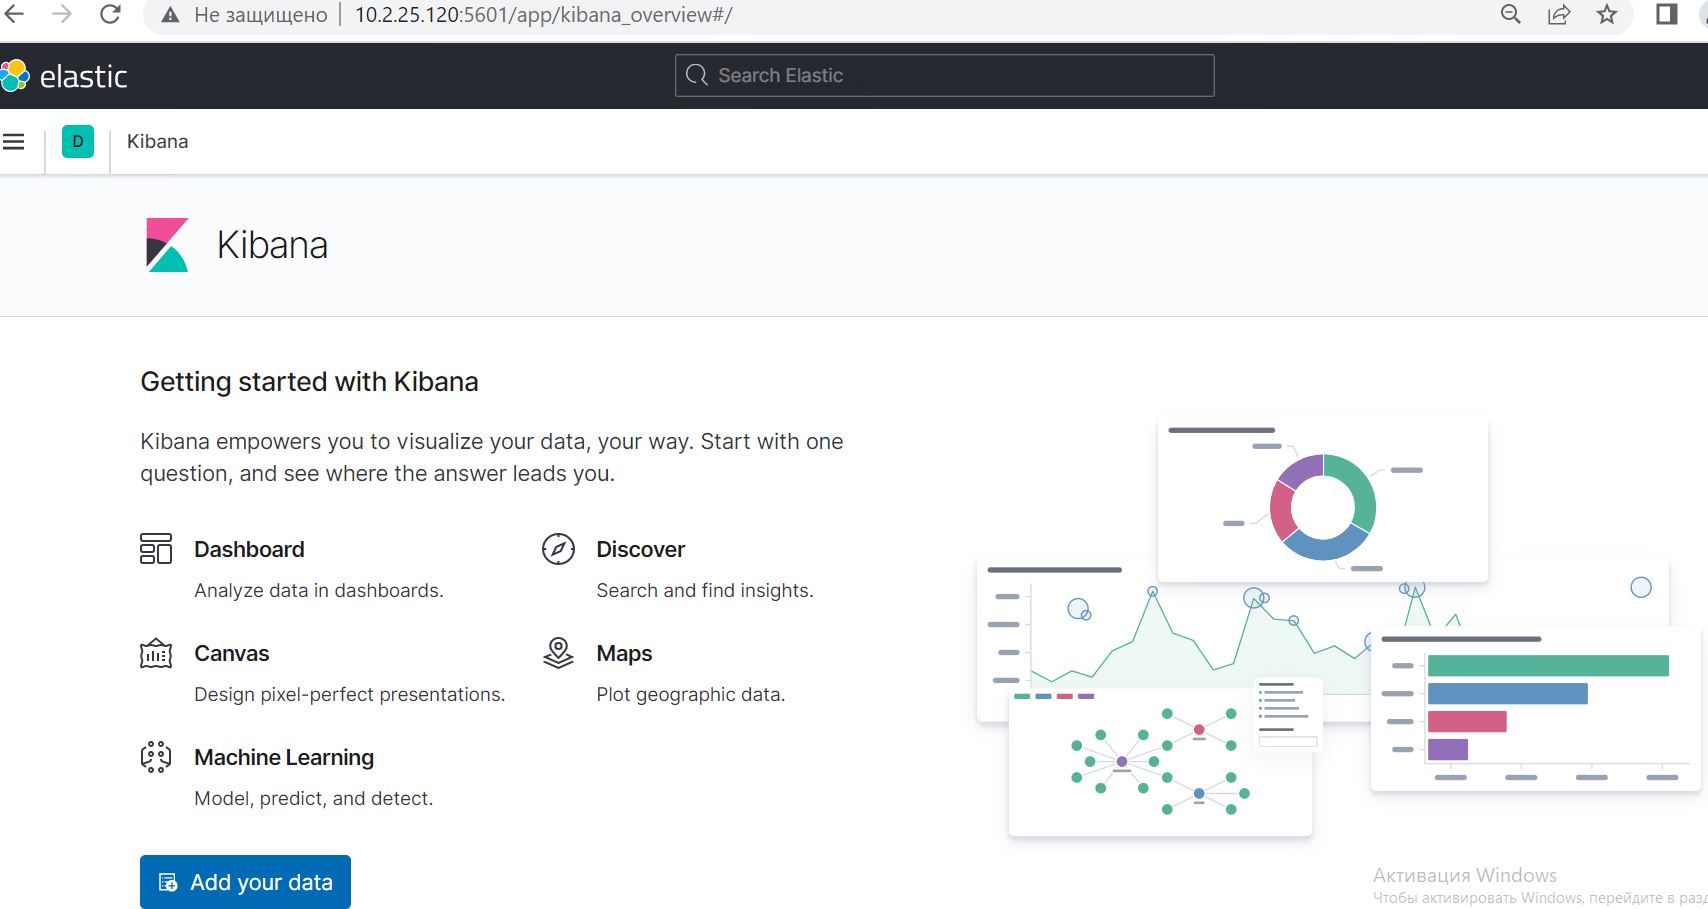 Не защищено 10.2.25.120:5601/app/kibana_overview#/
elastic
Search Elastic
D
Kibana
Kibana
Getting started with Kibana
Kibana empowers you to visualize your data, your way. Start with one
question, and see where the answer leads you.
Dashboard
Analyze data in dashboards.
Discover
Search and find insights.
Canvas
Design pixel-perfect presentations.
Maps
Plot geographic data.
Machine Learning
Model, predict, and detect.
Add your data
Активация Windows
Чтобы активировать Windows, перейдите в